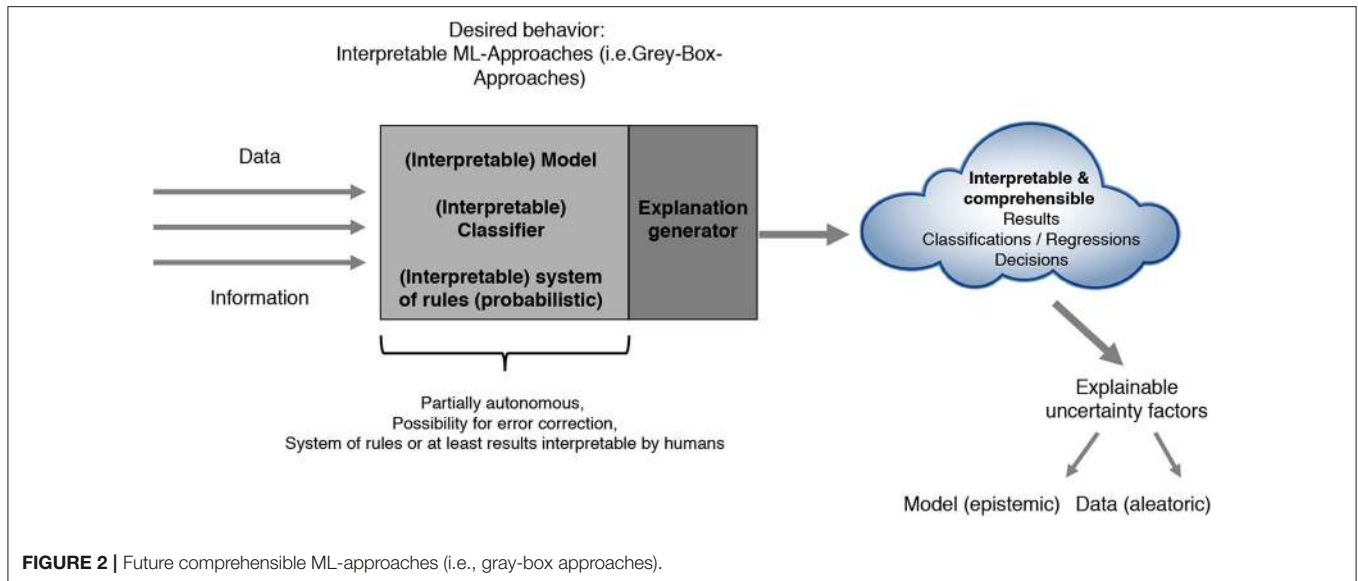 Desired behavior:
Interpretable ML-Approaches (i.e.Grey-Box-
Approaches)
Data
Information
(Interpretable) Model
(Interpretable)
Classifier
(Interpretable) system
of rules (probabilistic)
Explanation
generator
Interpretable &
comprehensible
Results
Classifications / Regressions
Decisions
Partially autonomous,
Possibility for error correction,
System of rules or at least results interpretable by humans
Explainable
uncertainty factors
Model (epistemic) Data (aleatoric)
FIGURE 2 | Future comprehensible ML-approaches (i.e., gray-box approaches).